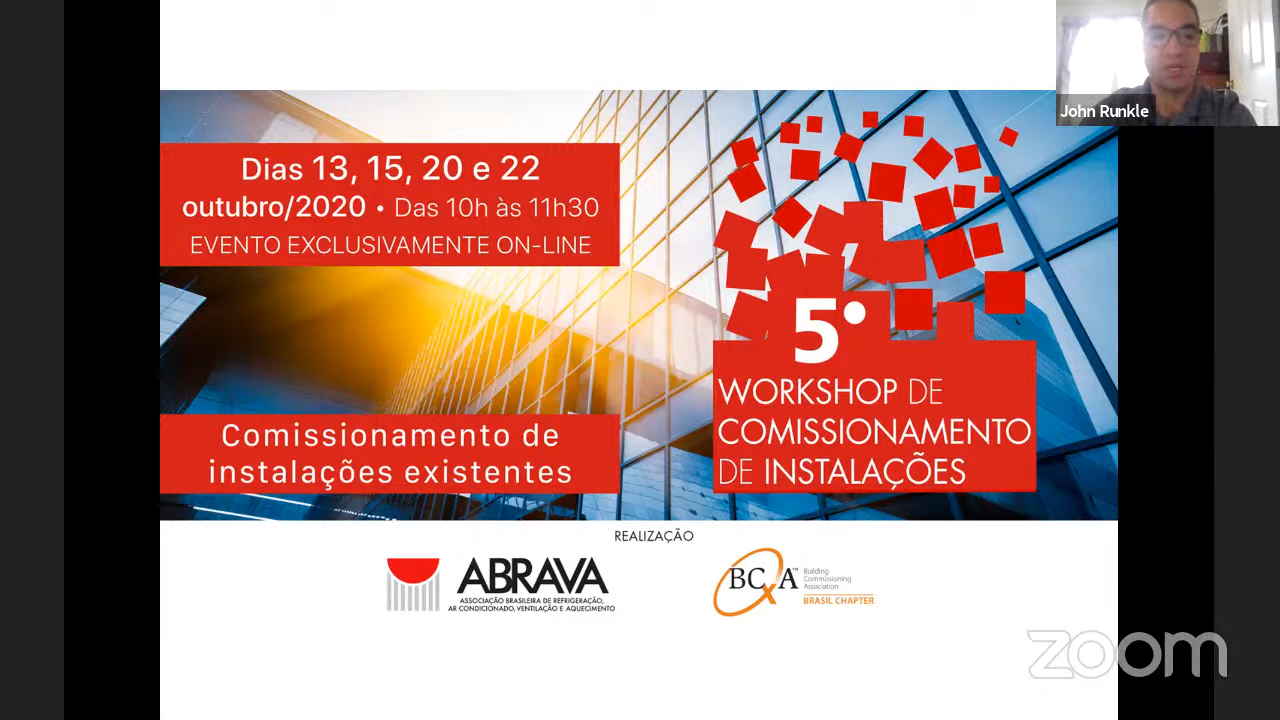 John Runkle
Dias 13, 15, 20 e 22
outubro/2020 • Das 10h às 11h30
EVENTO EXCLUSIVAMENTE ON-LINE
5º
WORKSHOP DE
COMISSIONAMENTO
DE INSTALAÇÕES
Comissionamento de
instalações existentes
REALIZAÇÃO
ABRAVA
ASSOCIAÇÃO BRASILEIRA DE REFRIGERAÇÃO,
AR CONDICIONADO, VENTILAÇÃO E AQUECIMENTO
BCxA™
Building
Commissioning
Association
BRASIL CHAPTER
zoom